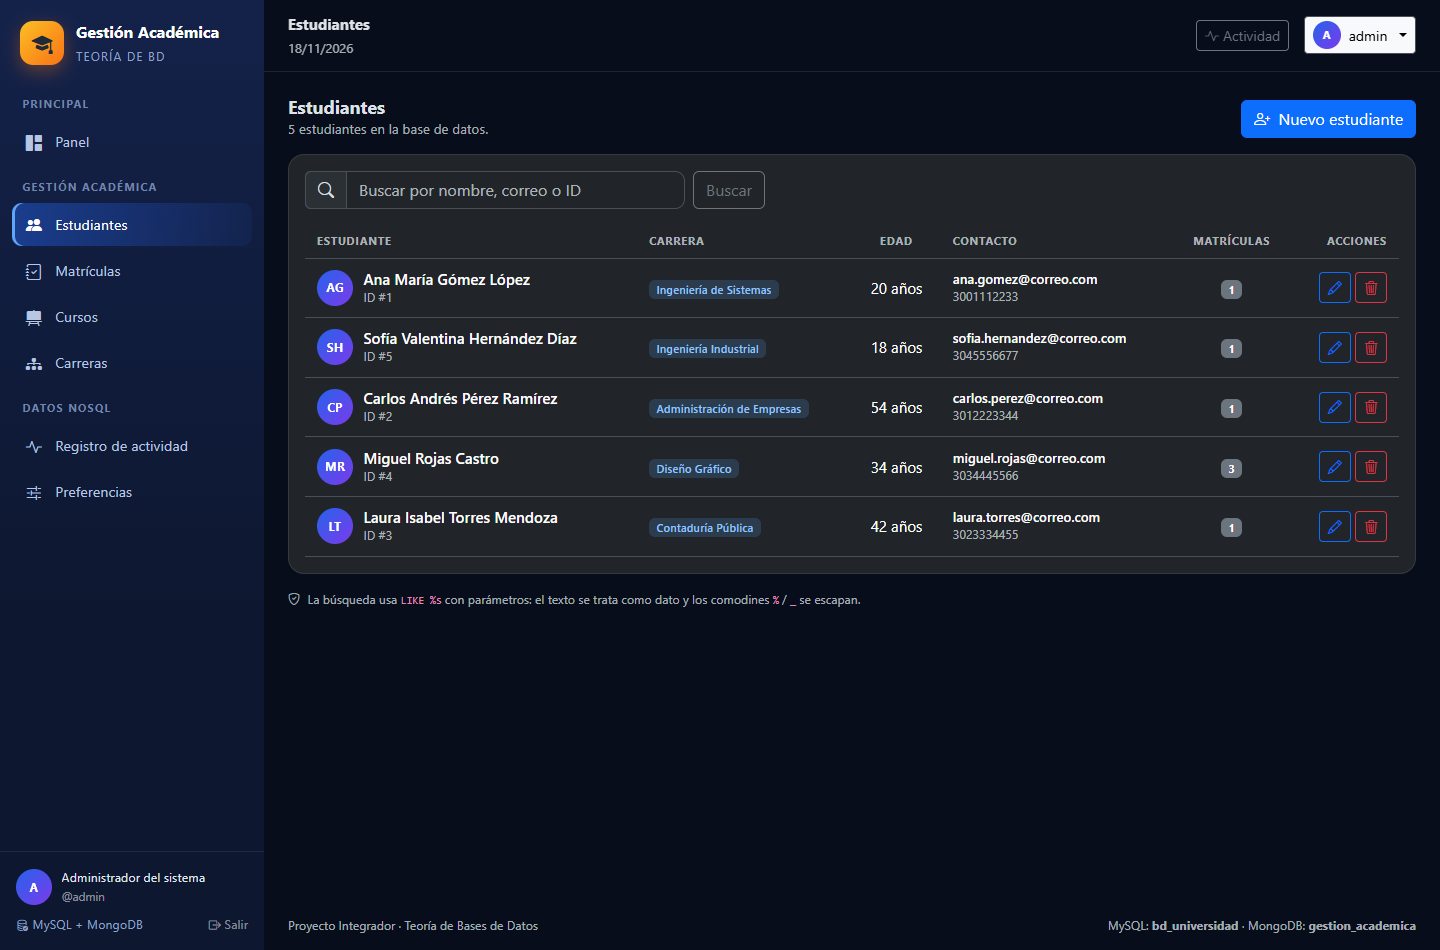 Gestión Académica
TEORÍA DE BD
PRINCIPAL
Panel
GESTIÓN ACADÉMICA
Estudiantes
Matrículas
Cursos
Carreras
DATOS NOSQL
Registro de actividad
Preferencias
A
Administrador del sistema
@admin
MySQL + MongoDB
Salir
Estudiantes
18/11/2026
Actividad
A admin
Estudiantes
5 estudiantes en la base de datos.
Nuevo estudiante
Buscar por nombre, correo o ID
Buscar
ESTUDIANTE CARRERA EDAD CONTACTO MATRÍCULAS ACCIONES
AG Ana María Gómez López Ingeniería de Sistemas 20 años ana.gomez@correo.com 1
ID #1 3001112233
SH Sofía Valentina Hernández Díaz Ingeniería Industrial 18 años sofia.hernandez@correo.com 1
ID #5 3045556677
CP Carlos Andrés Pérez Ramírez Administración de Empresas 54 años carlos.perez@correo.com 1
ID #2 3012223344
MR Miguel Rojas Castro Diseño Gráfico 34 años miguel.rojas@correo.com 3
ID #4 3034445566
LT Laura Isabel Torres Mendoza Contaduría Pública 42 años laura.torres@correo.com 1
ID #3 3023334455
La búsqueda usa LIKE %s con parámetros: el texto se trata como dato y los comodines % / _ se escapan.
Proyecto Integrador · Teoría de Bases de Datos
MySQL: bd_universidad · MongoDB: gestion_academica